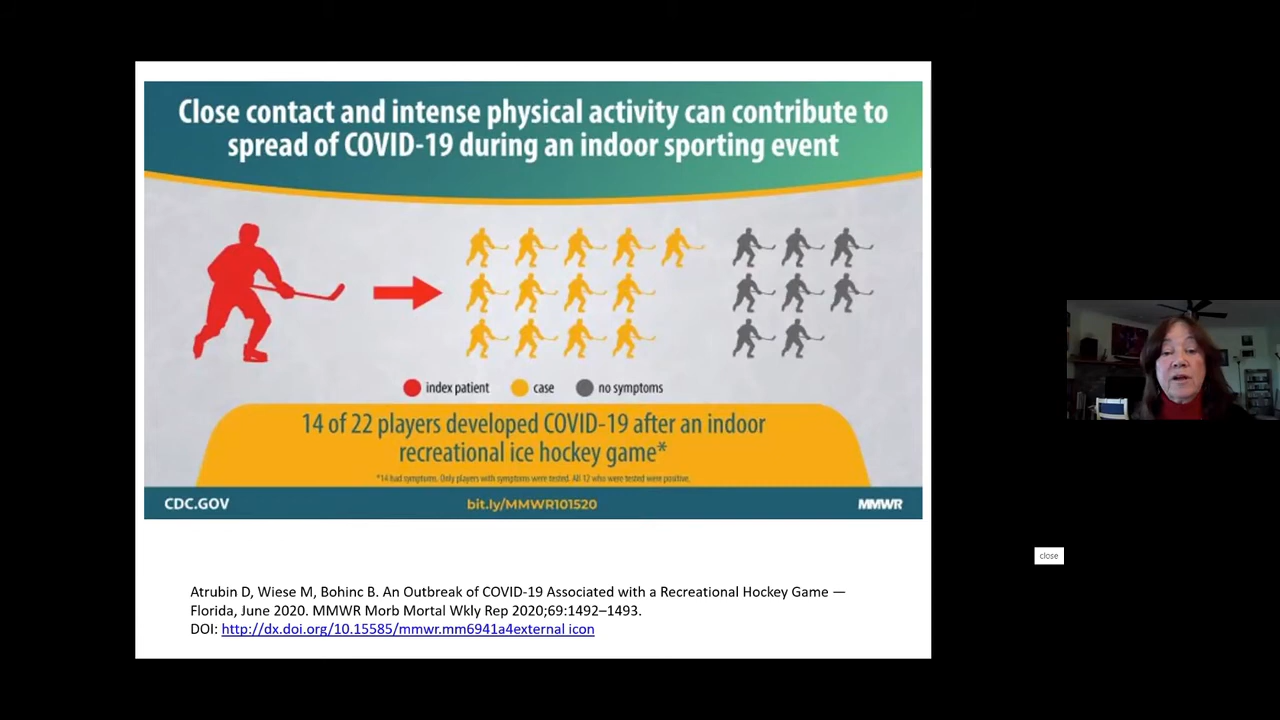 Close contact and intense physical activity can contribute to
spread of COVID-19 during an indoor sporting event
index patient
case
no symptoms
14 of 22 players developed COVID-19 after an indoor
recreational ice hockey game*
*14 had symptoms. Only players with symptoms were tested. All 12 who were tested were positive.
CDC.GOV
bit.ly/MMWR101520
MMWR
close
Atrubin D, Wiese M, Bohinc B. An Outbreak of COVID-19 Associated with a Recreational Hockey Game —
Florida, June 2020. MMWR Morb Mortal Wkly Rep 2020;69:1492–1493.
DOI: http://dx.doi.org/10.15585/mmwr.mm6941a4external icon